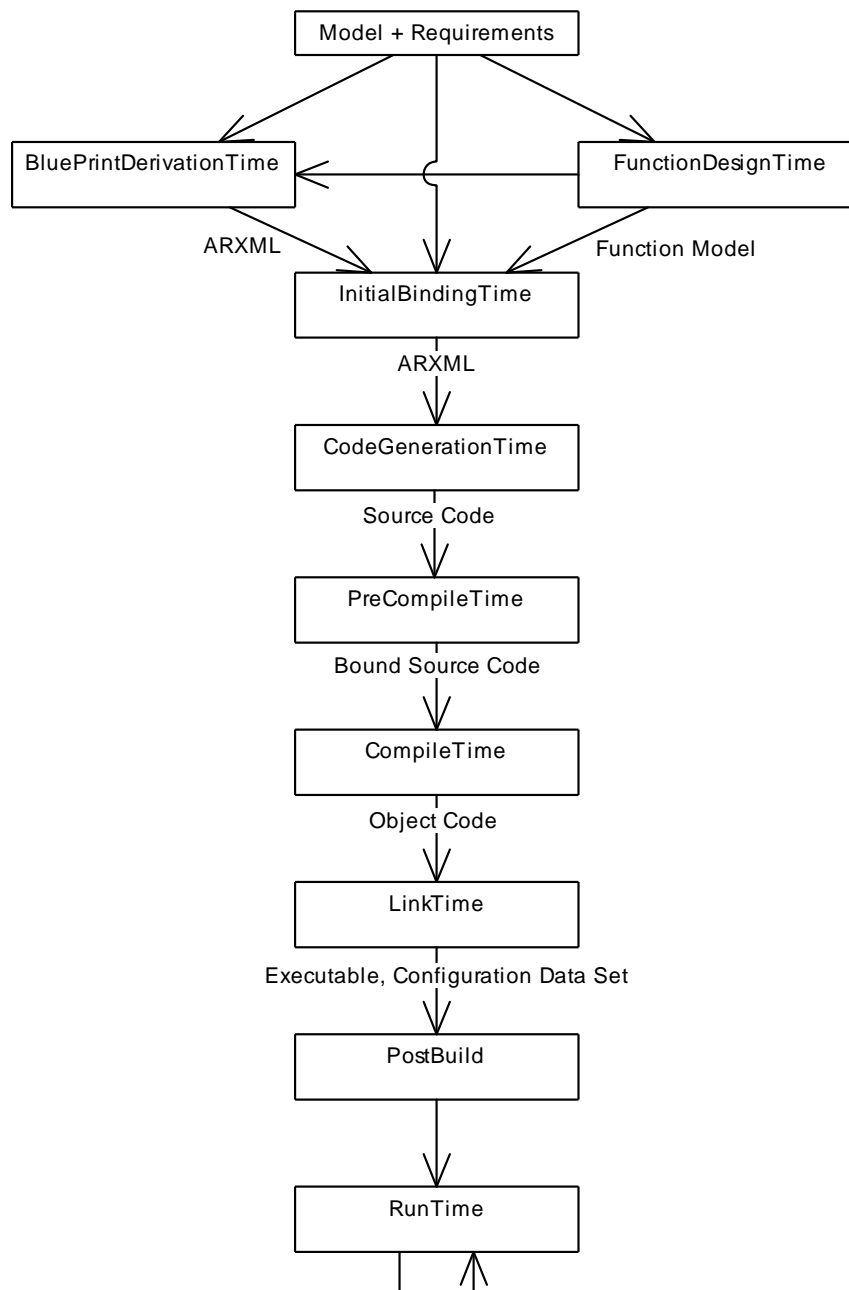 Model + Requirements
BluePrintDerivationTime
FunctionDesignTime
ARXML
Function Model
InitialBindingTime
ARXML
CodeGenerationTime
Source Code
PreCompileTime
Bound Source Code
CompileTime
Object Code
LinkTime
Executable, Configuration Data Set
PostBuild
RunTime